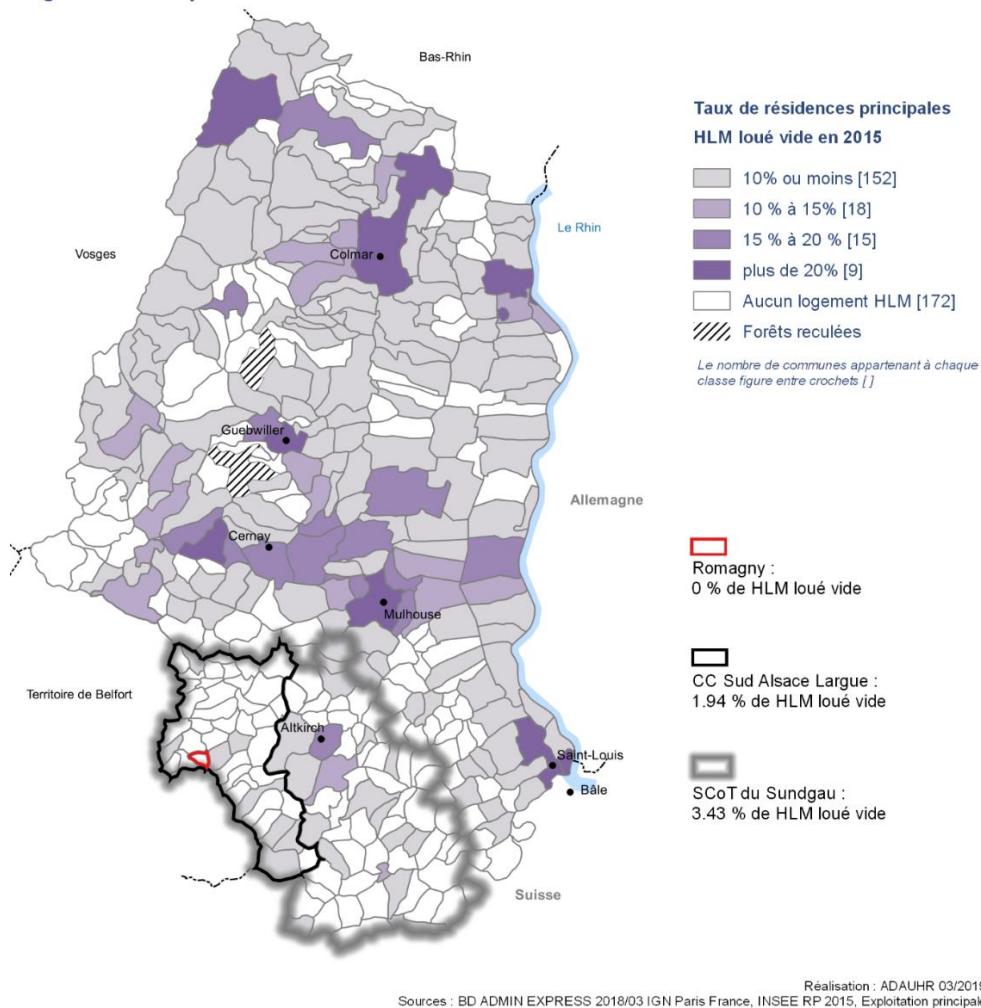 Bas-Rhin
Vosges
Le Rhin
Colmar
Guebwiller
Allemagne
Cernay
Mulhouse
Territoire de Belfort
Altkirch
Saint-Louis
Bâle
Suisse
Taux de résidences principales
HLM loué vide en 2015
10% ou moins [152]
10 % à 15% [18]
15 % à 20 % [15]
plus de 20% [9]
Aucun logement HLM [172]
Forêts reculées
Le nombre de communes appartenant à chaque
classe figure entre crochets [ ]
Romagny :
0 % de HLM loué vide
CC Sud Alsace Largue :
1.94 % de HLM loué vide
SCoT du Sundgau :
3.43 % de HLM loué vide
Réalisation : ADAUHR 03/2019
Sources : BD ADMIN EXPRESS 2018/03 IGN Paris France, INSEE RP 2015, Exploitation principale